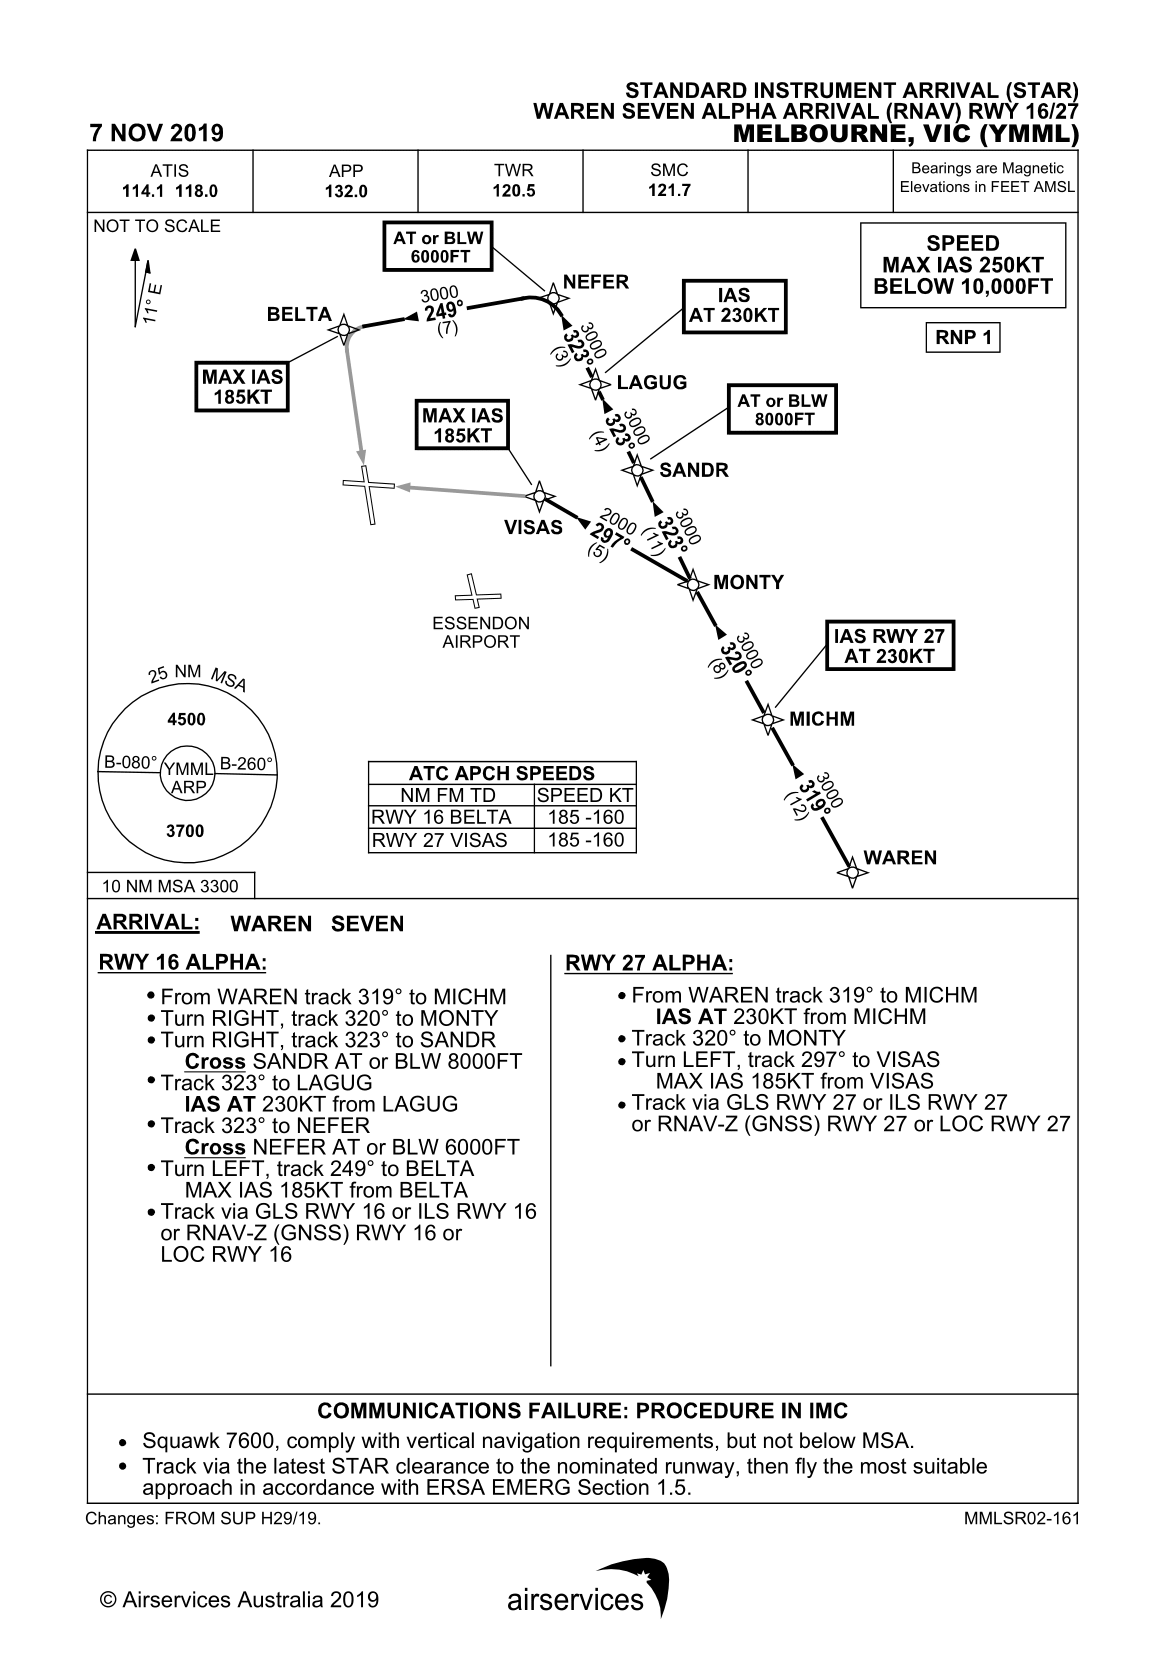 STANDARD INSTRUMENT ARRIVAL (STAR)
WAREN SEVEN ALPHA ARRIVAL (RNAV) RWY 16/27
7 NOV 2019
MELBOURNE, VIC (YMML)
ATIS
114.1 118.0
APP
132.0
TWR
120.5
SMC
121.7
Bearings are Magnetic
Elevations in FEET AMSL
NOT TO SCALE
11° E
AT or BLW
6000FT
NEFER
SPEED
MAX IAS 250KT
BELOW 10,000FT
RNP 1
IAS
AT 230KT
BELTA
3000
249°
(7)
MAX IAS
185KT
3000
323°
(3)
LAGUG
AT or BLW
8000FT
MAX IAS
185KT
3000
323°
(4)
SANDR
VISAS
2000
297°
(5)
3000
323°
(11)
MONTY
ESSENDON
AIRPORT
IAS RWY 27
AT 230KT
3000
320°
(8)
MICHM
25 NM MSA
4500
B-080°
YMML
ARP
B-260°
3700
10 NM MSA 3300
ATC APCH SPEEDS
NM FM TD SPEED KT
RWY 16 BELTA 185 -160
RWY 27 VISAS 185 -160
3000
319°
(12)
WAREN
ARRIVAL: WAREN SEVEN
RWY 16 ALPHA:
• From WAREN track 319° to MICHM
• Turn RIGHT, track 320° to MONTY
• Turn RIGHT, track 323° to SANDR
Cross SANDR AT or BLW 8000FT
• Track 323° to LAGUG
IAS AT 230KT from LAGUG
• Track 323° to NEFER
Cross NEFER AT or BLW 6000FT
• Turn LEFT, track 249° to BELTA
MAX IAS 185KT from BELTA
• Track via GLS RWY 16 or ILS RWY 16
or RNAV-Z (GNSS) RWY 16 or
LOC RWY 16
RWY 27 ALPHA:
• From WAREN track 319° to MICHM
IAS AT 230KT from MICHM
• Track 320° to MONTY
• Turn LEFT, track 297° to VISAS
MAX IAS 185KT from VISAS
• Track via GLS RWY 27 or ILS RWY 27
or RNAV-Z (GNSS) RWY 27 or LOC RWY 27
COMMUNICATIONS FAILURE: PROCEDURE IN IMC
• Squawk 7600, comply with vertical navigation requirements, but not below MSA.
• Track via the latest STAR clearance to the nominated runway, then fly the most suitable
approach in accordance with ERSA EMERG Section 1.5.
Changes: FROM SUP H29/19.
MMLSR02-161
© Airservices Australia 2019
airservices